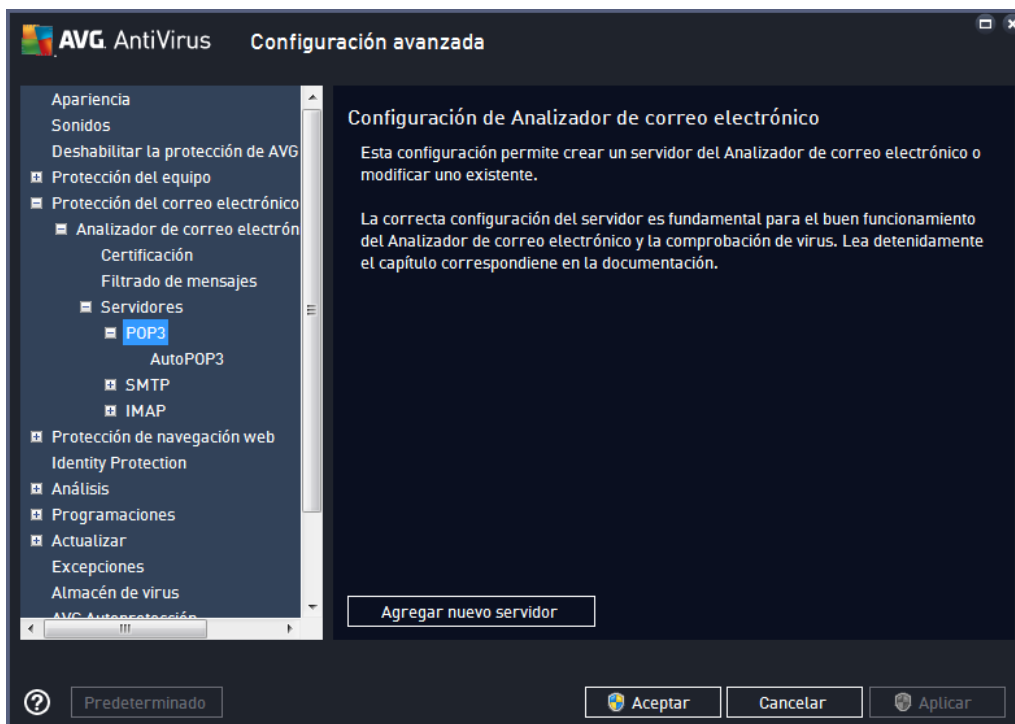 AVG AntiVirus Configuración avanzada
Apariencia
Sonidos
Deshabilitar la protección de AVG
Protección del equipo
Protección del correo electrónico
Analizador de correo electrón
Certificación
Filtrado de mensajes
Servidores
POP3
AutoPOP3
SMTP
IMAP
Protección de navegación web
Identity Protection
Análisis
Programaciones
Actualizar
Excepciones
Almacén de virus
AVG Autoprotección
Configuración de Analizador de correo electrónico
Esta configuración permite crear un servidor del Analizador de correo electrónico o
modificar uno existente.
La correcta configuración del servidor es fundamental para el buen funcionamiento
del Analizador de correo electrónico y la comprobación de virus. Lea detenidamente
el capítulo correspondiene en la documentación.
Agregar nuevo servidor
Predeterminado
Aceptar
Cancelar
Aplicar